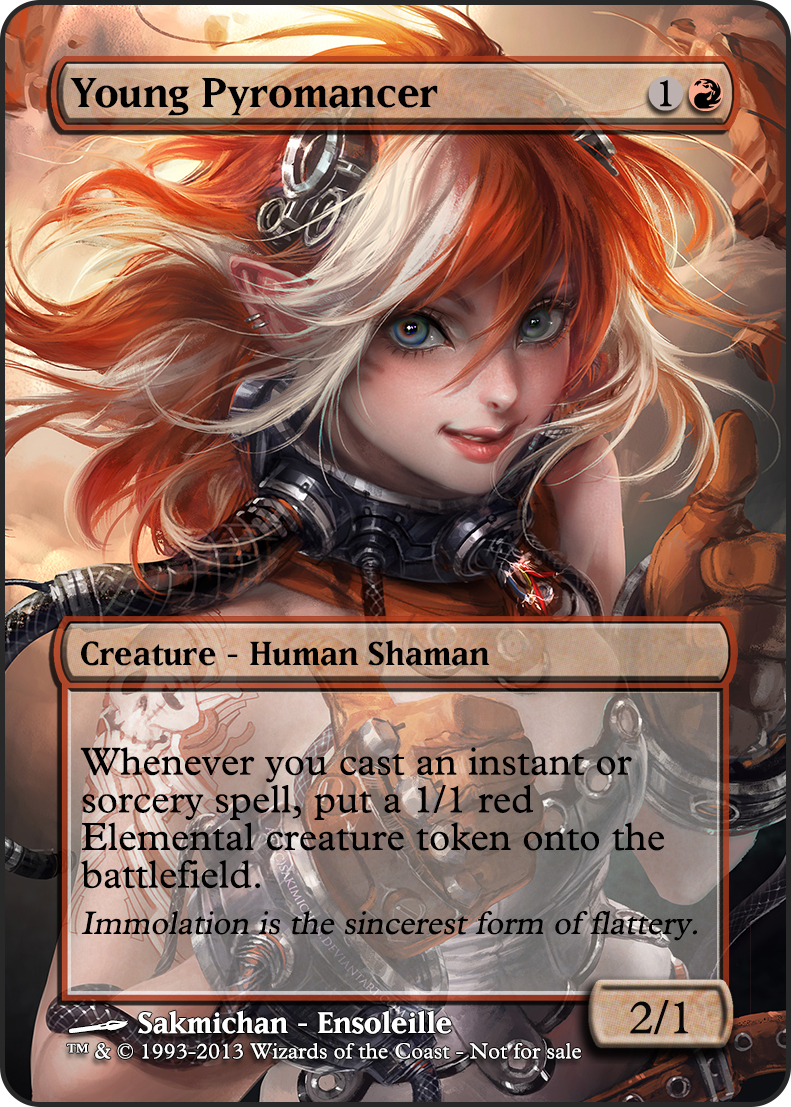 Young Pyromancer 1
Creature - Human Shaman
Whenever you cast an instant or
sorcery spell, put a 1/1 red
Elemental creature token onto the
battlefield.
Immolation is the sincerest form of flattery.
2/1
Sakmichan - Ensoleille
™ & © 1993-2013 Wizards of the Coast - Not for sale